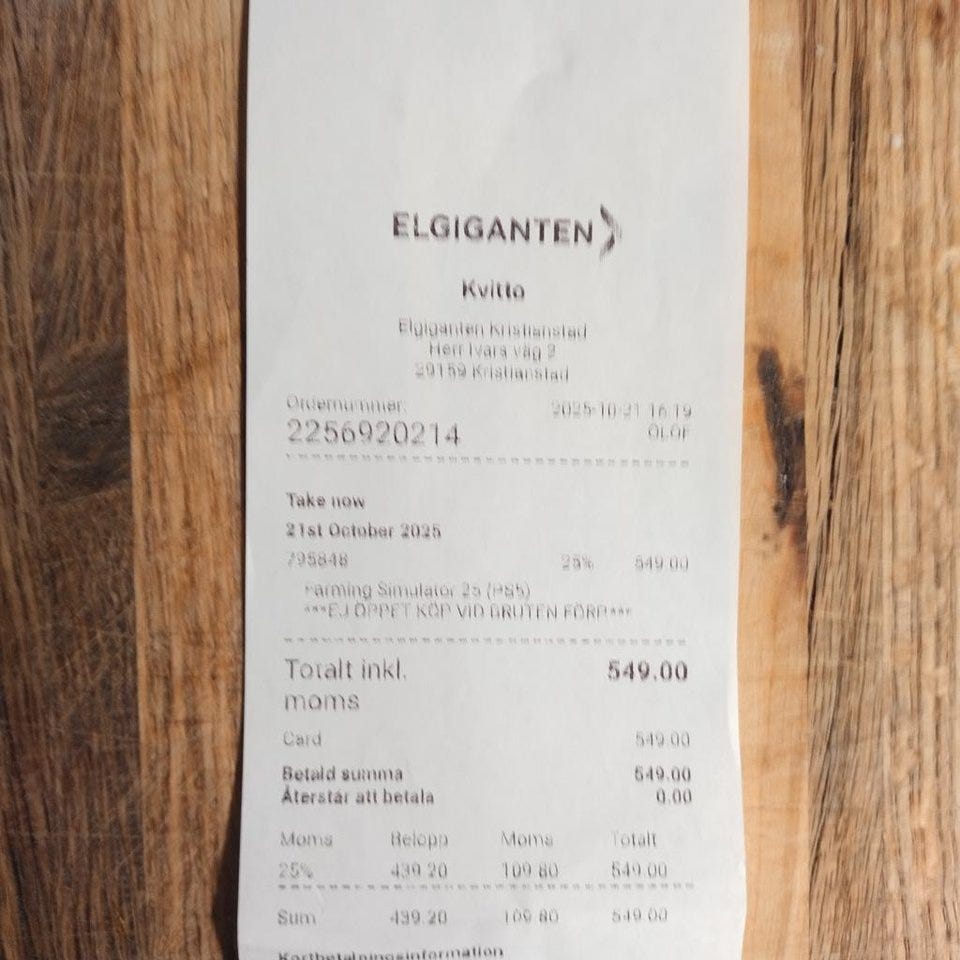 ELGIGANTEN
Kvitto
Elgiganten Kristianstad
Herr Ivars väg 2
29159 Kristianstad
Ordernummer: 2025-10-21 16:19
2256920214 OLOF
Take now
21st October 2025
795848 25% 549.00
Farming Simulator 25 (PS5)
***EJ ÖPPET KÖP VID BRUTEN FÖRP***
Totalt inkl. 549.00
moms
Card 549.00
Betald summa 549.00
Återstår att betala 0.00
Moms Belopp Moms Totalt
25% 439.20 109.80 549.00
Sum 439.20 109.80 549.00
Kortbetalningsinformation